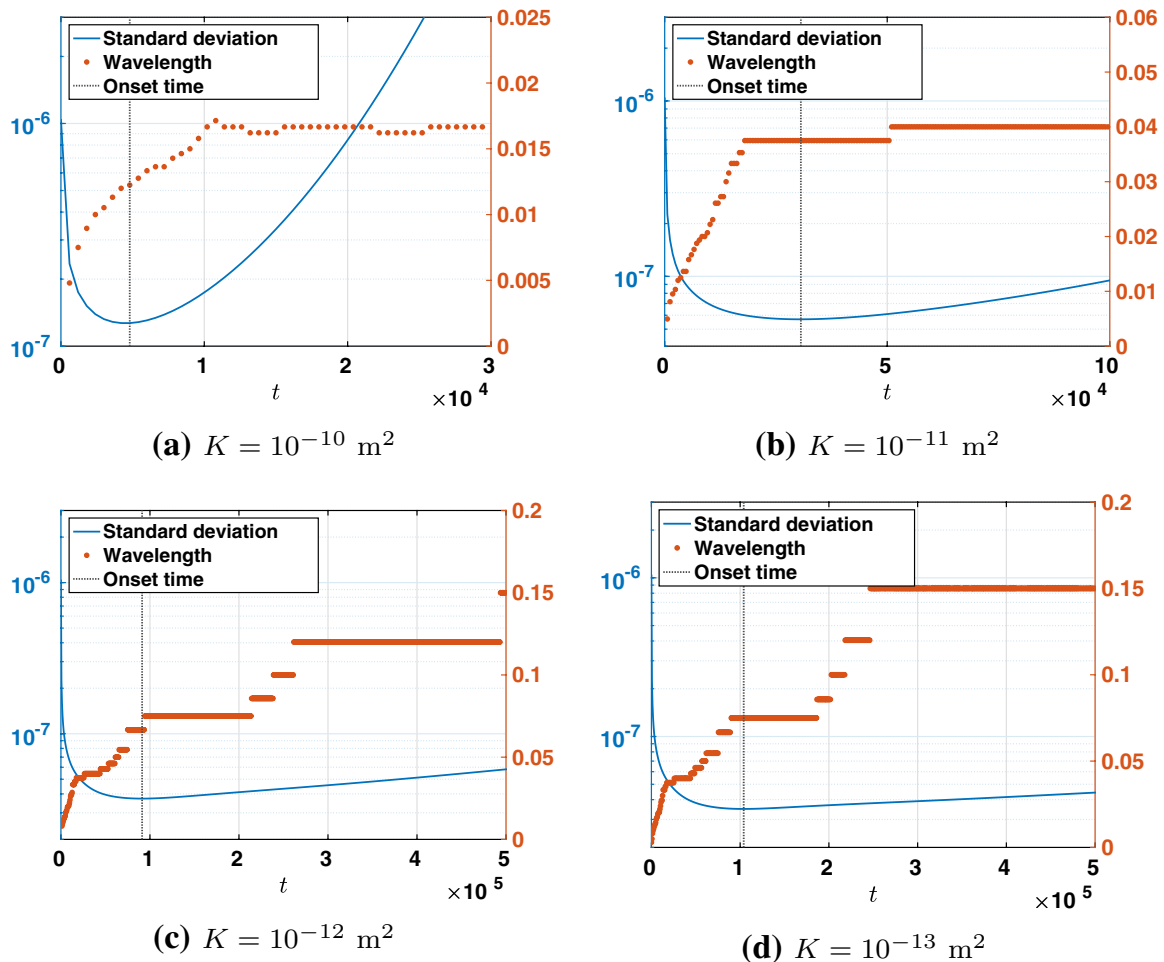 Standard deviation
Wavelength
Onset time
10^-6
10^-7
0.025
0.02
0.015
0.01
0.005
0
0 1 2 3
t
×10^4
(a) K = 10^−10 m^2
Standard deviation
Wavelength
Onset time
10^-6
10^-7
0.06
0.05
0.04
0.03
0.02
0.01
0
0 5 10
t
×10^4
(b) K = 10^−11 m^2
Standard deviation
Wavelength
Onset time
10^-6
10^-7
0.2
0.15
0.1
0.05
0
0 1 2 3 4 5
t
×10^5
(c) K = 10^−12 m^2
Standard deviation
Wavelength
Onset time
10^-6
10^-7
0.2
0.15
0.1
0.05
0
0 1 2 3 4 5
t
×10^5
(d) K = 10^−13 m^2